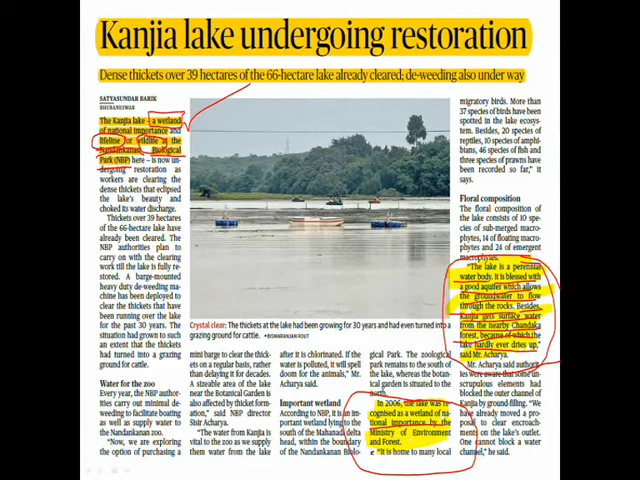 Kanjia lake undergoing restoration
Dense thickets over 39 hectares of the 66-hectare lake already cleared; de-weeding also under way
SATYASUNDAR BARIK
BHUBANESWAR
The Kanjia lake - a wetland
of national importance and
lifeline for wildlife at the
Nandankanan Biological
Park (NBP) here – is now un-
dergoing restoration as
workers are clearing the
dense thickets that eclipsed
the lake's beauty and
choked its water discharge.
Thickets over 39 hectares
of the 66-hectare lake have
already been cleared. The
NBP authorities plan to
carry on with the clearing
work till the lake is fully re-
stored. A barge-mounted
heavy duty de-weeding ma-
chine has been deployed to
clear the thickets that have
been running over the lake
for the past 30 years. The
situation had grown to such
an extent that the thickets
had turned into a grazing
ground for cattle.
Water for the zoo
Every year, the NBP authori-
ties carry out minimal de-
weeding to facilitate boating
as well as supply water to
the Nandankanan zoo.
"Now, we are exploring
the option of purchasing a
Crystal clear: The thickets at the lake had been growing for 30 years and had even turned into a
grazing ground for cattle. •BISWARANJAN ROUT
mini barge to clear the thick-
ets on a regular basis, rather
than delaying it for decades.
A sizeable area of the lake
near the Botanical Garden is
also affected by thicket form-
ation," said NBP director
Sisir Acharya.
"The water from Kanjia is
vital to the zoo as we supply
them water from the lake
after it is chlorinated. If the
water is polluted, it will spell
doom for the animals," Mr.
Acharya said.
Important wetland
According to NBP, it is an im-
portant wetland lying to the
south of the Mahanadi delta
head, within the boundary
of the Nandankanan Biolo-
gical Park. The zoological
park remains to the south of
the lake, whereas the botan-
ical garden is situated to the
north.
In 2006, the lake was re-
cognised as a wetland of na-
tional importance by the
Ministry of Environment
and Forest.
"It is home to many local
migratory birds. More than
37 species of birds have been
spotted in the lake ecosys-
tem. Besides, 20 species of
reptiles, 10 species of amphi-
bians, 46 species of fish and
three species of prawns have
been recorded so far," it
says.
Floral composition
The floral composition of
the lake consists of 10 spe-
cies of sub-merged macro-
phytes, 14 of floating macro-
phytes and 24 of emergent
macrophytes.
"The lake is a perennial
water body. It is blessed with
a good aquifer which allows
the groundwater to flow
through the rocks. Besides,
Kanjia gets surface water
from the nearby Chandaka
forest, because of which the
lake hardly ever dries up,"
said Mr. Acharya.
Mr. Acharya said authorit-
ies were aware that some un-
scrupulous elements had
blocked the outer channel of
Kanjia by ground-filling. "We
have already moved a pro-
posal to clear encroach-
ments on the lake's outlet.
One cannot block a water
channel," he said.